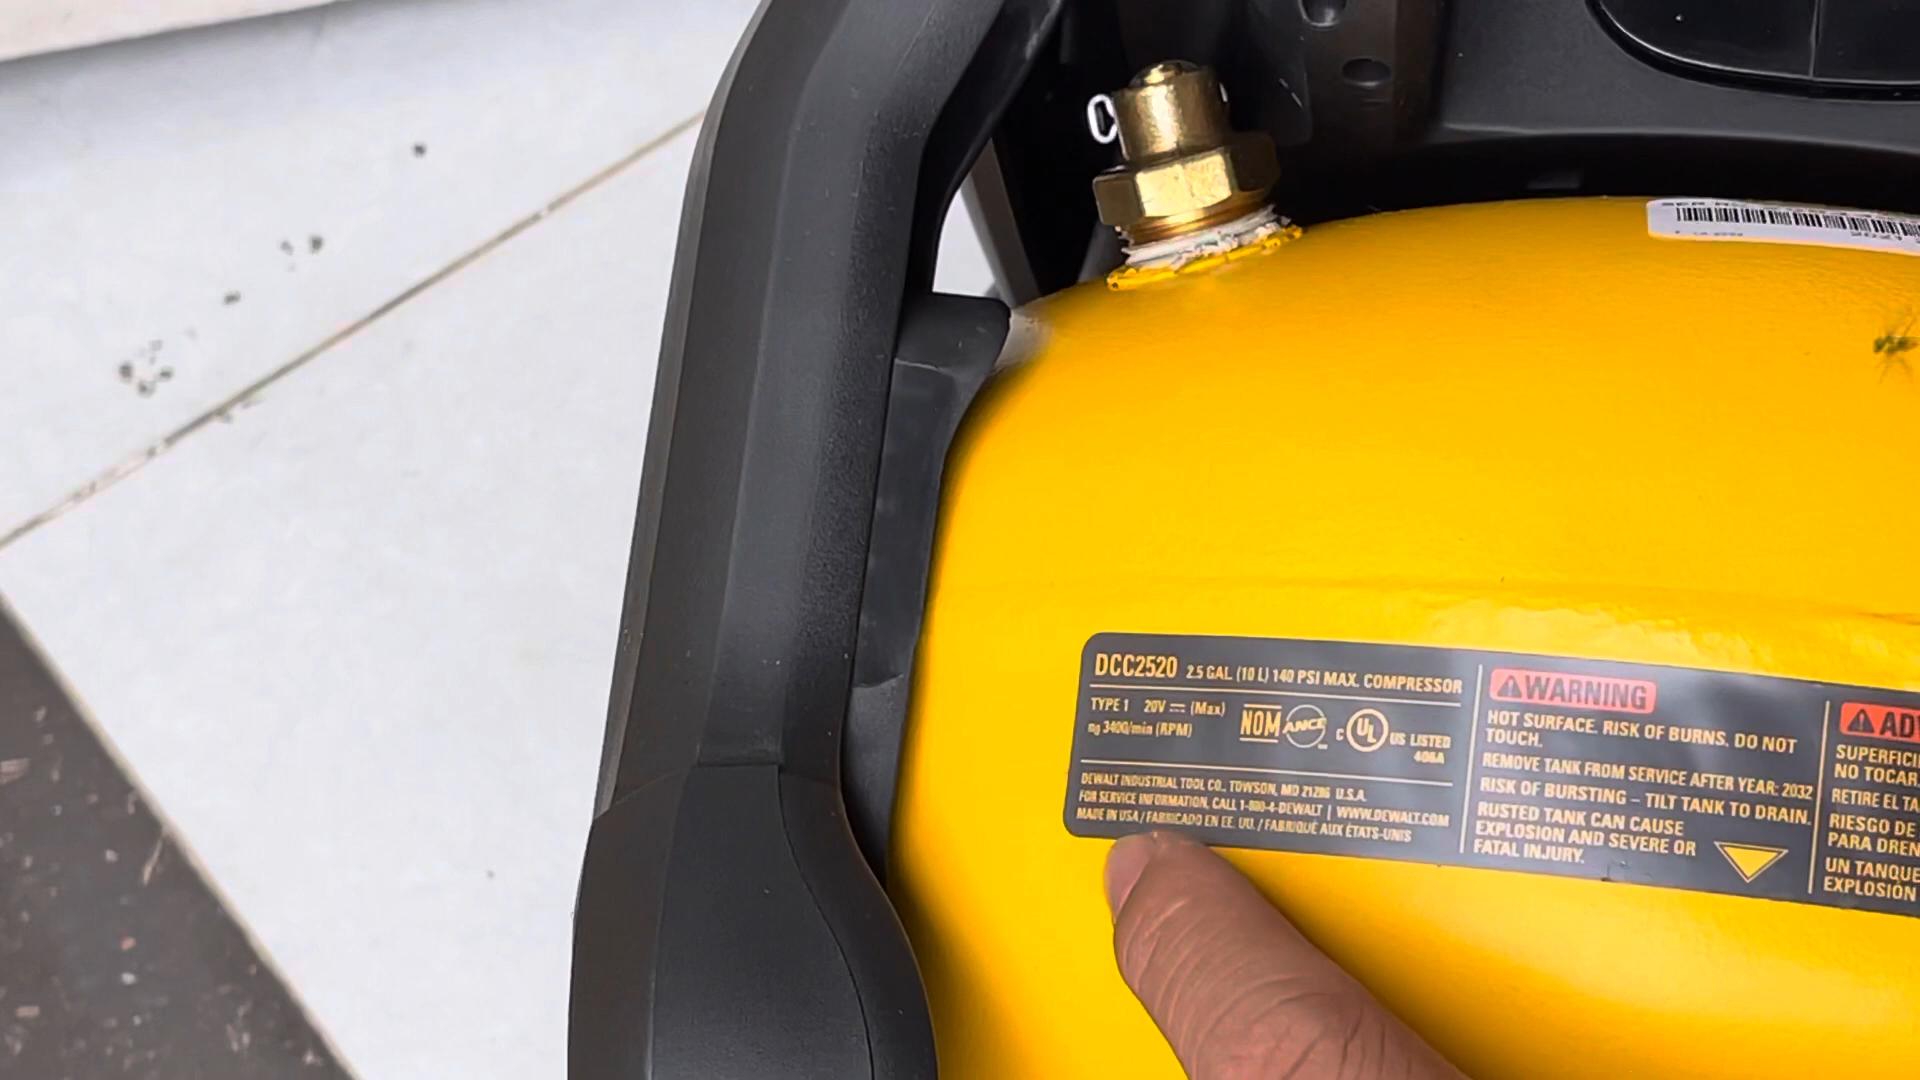 DCC2520 2.5 GAL. (10 L) 140 PSI MAX. COMPRESSOR
TYPE 1 20V (Max)
3400/min (RPM)
NOM ANCE C UL US LISTED
406A
DEWALT INDUSTRIAL TOOL CO., TOWSON, MD 21286 U.S.A.
FOR SERVICE INFORMATION, CALL 1-800-4-DEWALT | WWW.DEWALT.COM
MADE IN USA / FABRICADO EN EE. UU. / FABRIQUÉ AUX ÉTATS-UNIS
WARNING
HOT SURFACE. RISK OF BURNS. DO NOT
TOUCH.
REMOVE TANK FROM SERVICE AFTER YEAR: 2032
RISK OF BURSTING – TILT TANK TO DRAIN.
RUSTED TANK CAN CAUSE
EXPLOSION AND SEVERE OR
FATAL INJURY.
ADV
SUPERFICI
NO TOCAR
RETIRE EL TA
RIESGO DE
PARA DREN
UN TANQUE
EXPLOSIÓN